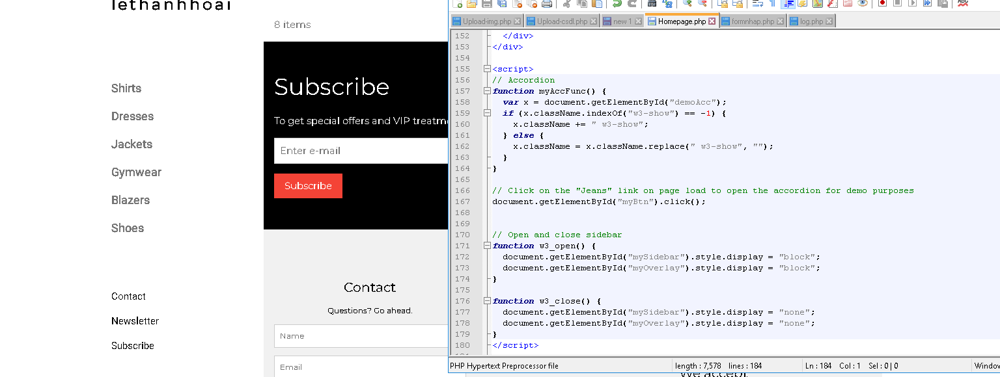 lethanhhoai
8 items
Shirts
Dresses
Jackets
Gymwear
Blazers
Shoes
Contact
Newsletter
Subscribe
Subscribe
To get special offers and VIP treatm
Enter e-mail
Subscribe
Contact
Questions? Go ahead.
Name
Email
Upload-img.php Upload-csdl.php new 1 Homepage.php formnhap.php log.php
152 </div>
153 </div>
154
155 <script>
156 // Accordion
157 function myAccFunc() {
158 var x = document.getElementById("demoAcc");
159 if (x.className.indexOf("w3-show") == -1) {
160 x.className += " w3-show";
161 } else {
162 x.className = x.className.replace(" w3-show", "");
163 }
164 }
165
166 // Click on the "Jeans" link on page load to open the accordion for demo purposes
167 document.getElementById("myBtn").click();
168
169
170 // Open and close sidebar
171 function w3_open() {
172 document.getElementById("mySidebar").style.display = "block";
173 document.getElementById("myOverlay").style.display = "block";
174 }
175
176 function w3_close() {
177 document.getElementById("mySidebar").style.display = "none";
178 document.getElementById("myOverlay").style.display = "none";
179 }
180 </script>
PHP Hypertext Preprocessor file length : 7,578 lines : 184 Ln : 184 Col : 1 Sel : 0 | 0 Windo
We accept